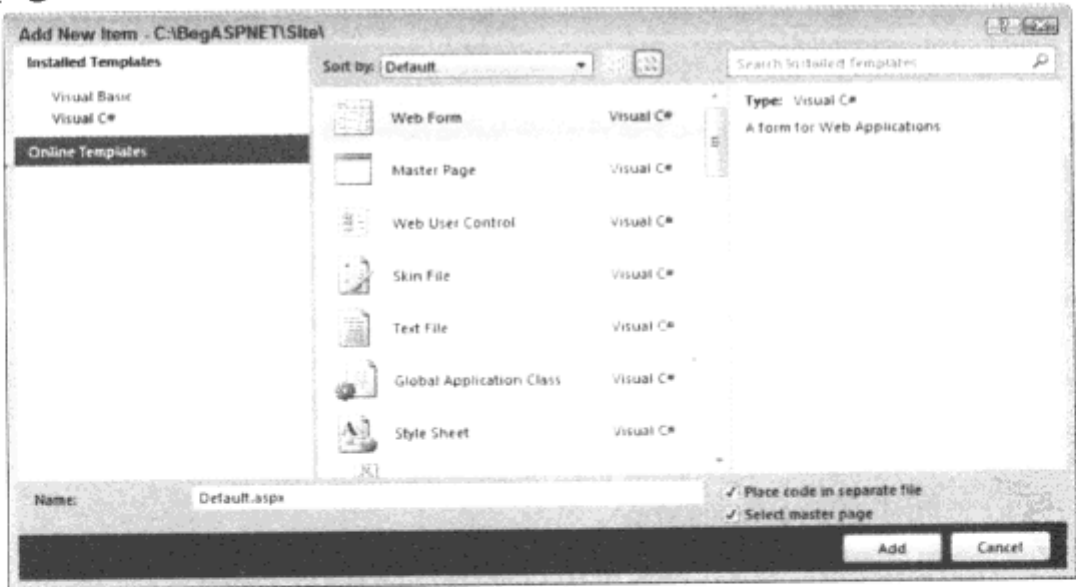 Add New Item - C:\BegASPNET\Site\
Installed Templates
Visual Basic
Visual C#
Online Templates
Sort by: Default
Search Installed Templates
Web Form Visual C#
Master Page Visual C#
Web User Control Visual C#
Skin File Visual C#
Text File Visual C#
Global Application Class Visual C#
Style Sheet Visual C#
Type: Visual C#
A form for Web Applications
Name: Default.aspx
Place code in separate file
Select master page
Add Cancel